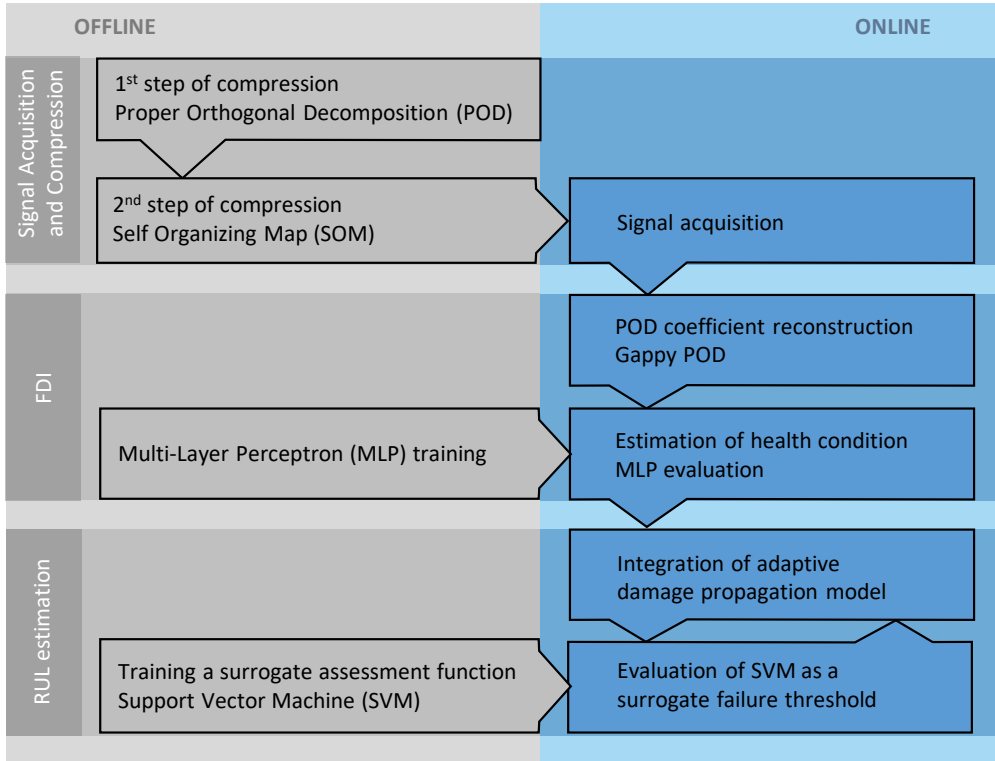 OFFLINE
ONLINE
Signal Acquisition
and Compression
1st step of compression
Proper Orthogonal Decomposition (POD)
2nd step of compression
Self Organizing Map (SOM)
Signal acquisition
FDI
POD coefficient reconstruction
Gappy POD
Multi-Layer Perceptron (MLP) training
Estimation of health condition
MLP evaluation
RUL estimation
Integration of adaptive
damage propagation model
Training a surrogate assessment function
Support Vector Machine (SVM)
Evaluation of SVM as a
surrogate failure threshold